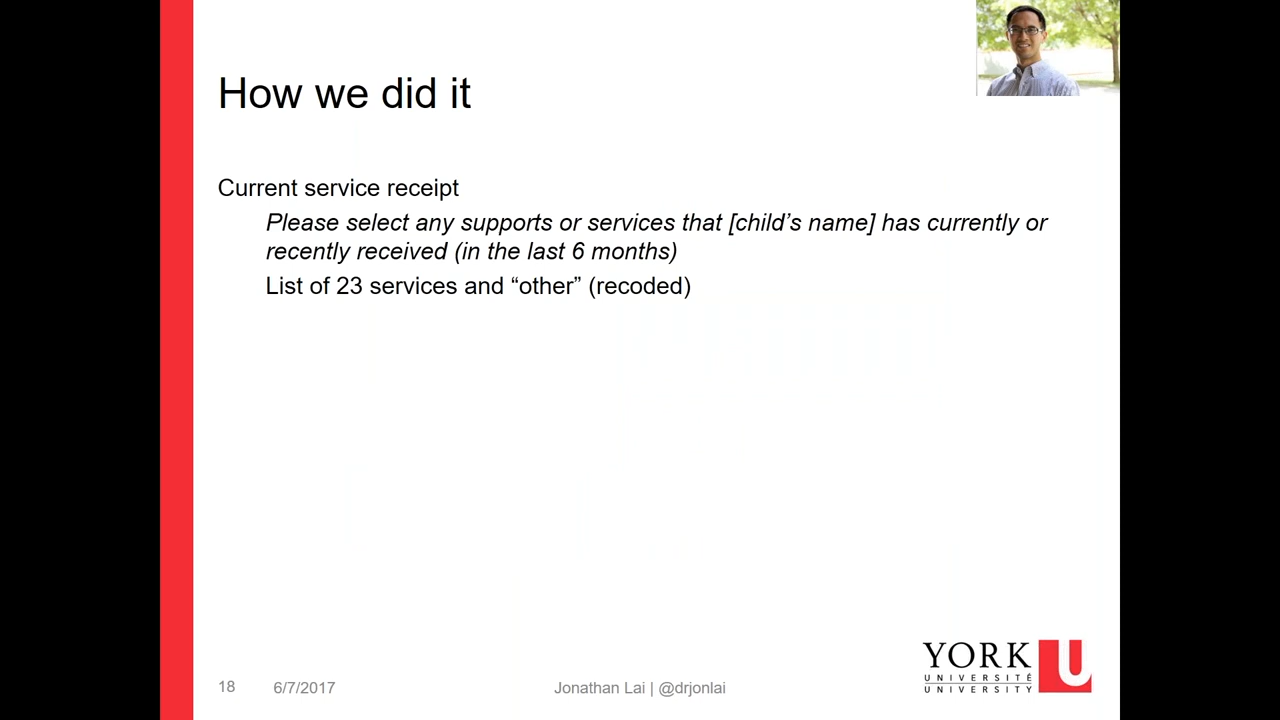 How we did it
Current service receipt
Please select any supports or services that [child’s name] has currently or
recently received (in the last 6 months)
List of 23 services and “other” (recoded)
YORK U
UNIVERSITÉ
UNIVERSITY
18
6/7/2017
Jonathan Lai | @drjonlai